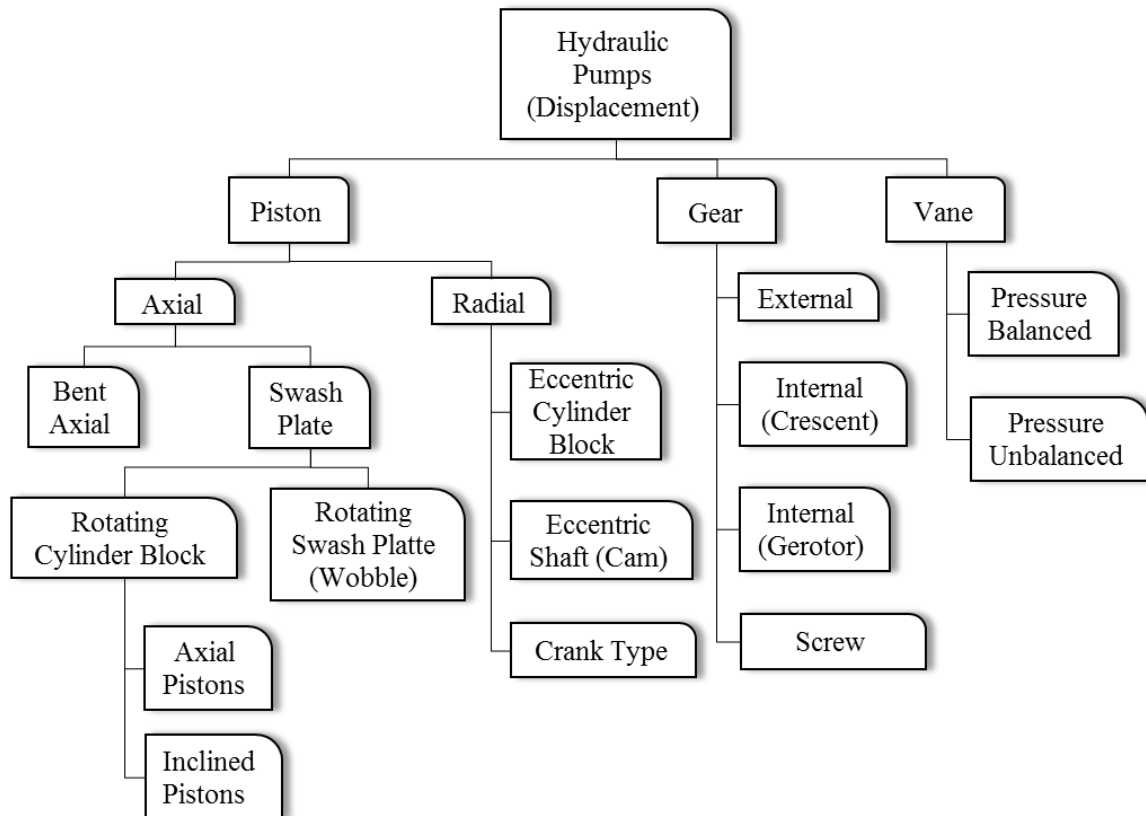 Hydraulic
Pumps
(Displacement)
Piston
Gear
Vane
Axial
Radial
External
Pressure
Balanced
Bent
Axial
Swash
Plate
Eccentric
Cylinder
Block
Internal
(Crescent)
Pressure
Unbalanced
Rotating
Cylinder Block
Rotating
Swash Platte
(Wobble)
Eccentric
Shaft (Cam)
Internal
(Gerotor)
Axial
Pistons
Crank Type
Screw
Inclined
Pistons